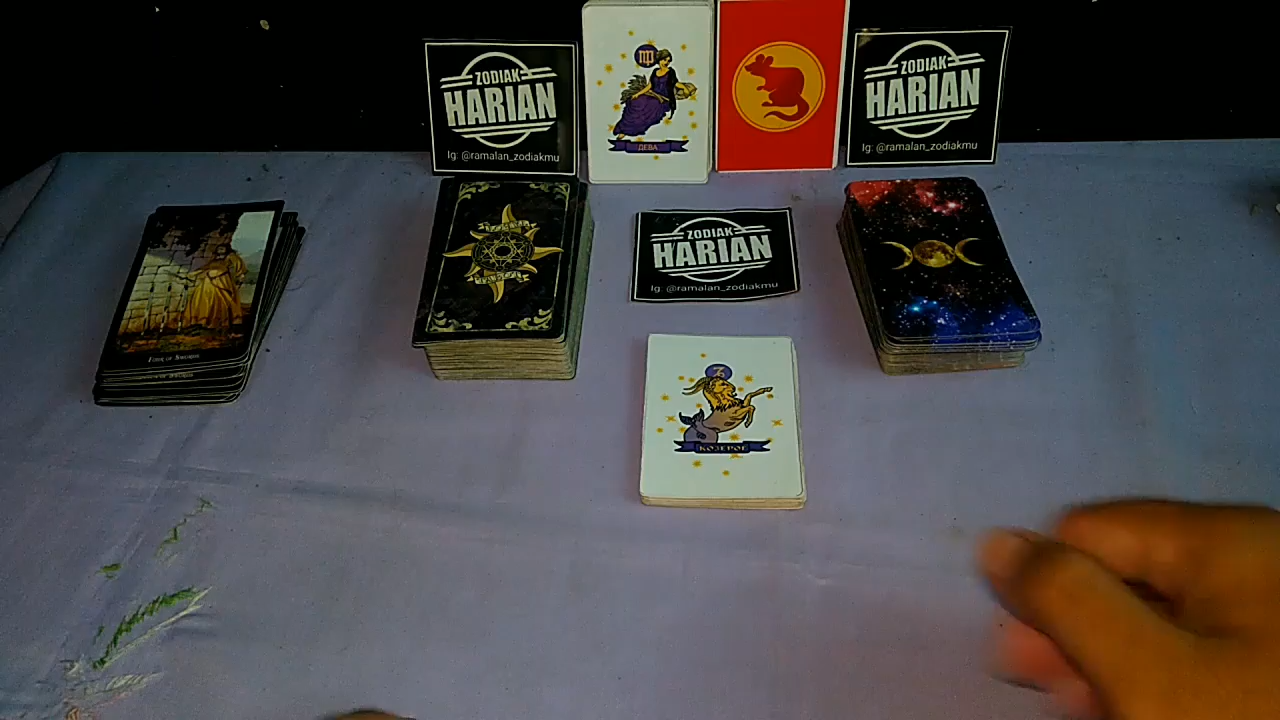 ZODIAK
HARIAN
Ig: @ramalan_zodiakmu
♍
ДЕВА
ZODIAK
HARIAN
Ig: @ramalan_zodiakmu
ZODIAK
HARIAN
Ig: @ramalan_zodiakmu
♑
КОЗЕРОГ